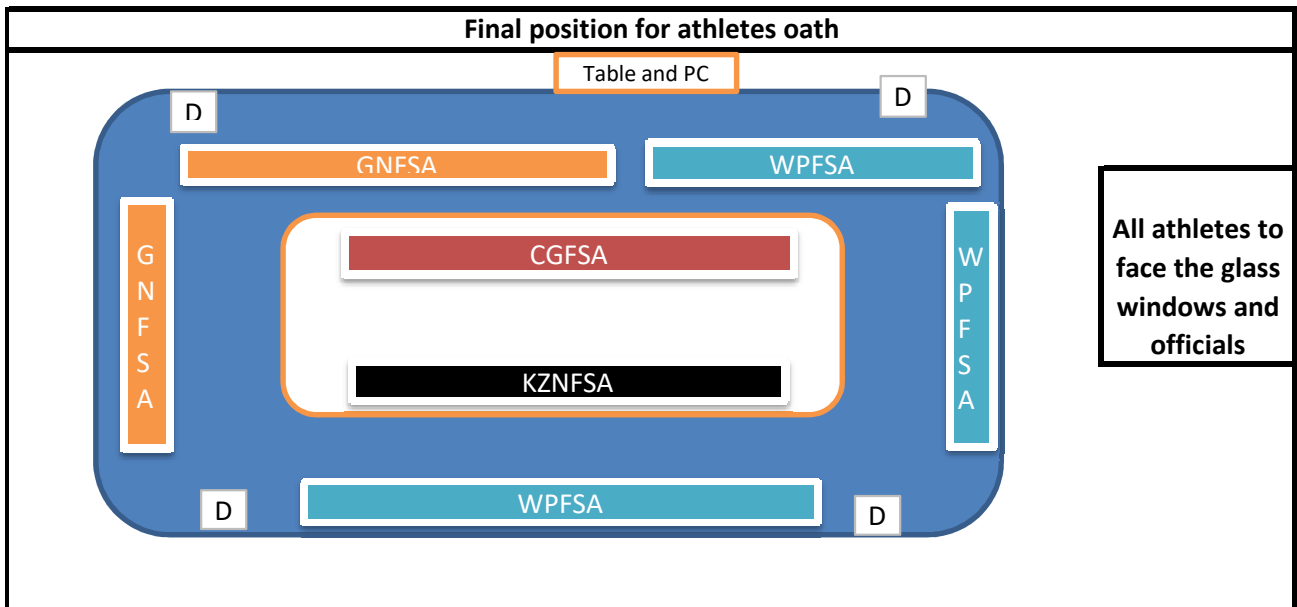 Final position for athletes oath
Table and PC
D
D
GNFSA
WPFSA
G
N
F
S
A
CGFSA
W
P
F
S
A
All athletes to
face the glass
windows and
officials
KZNFSA
D
WPFSA
D